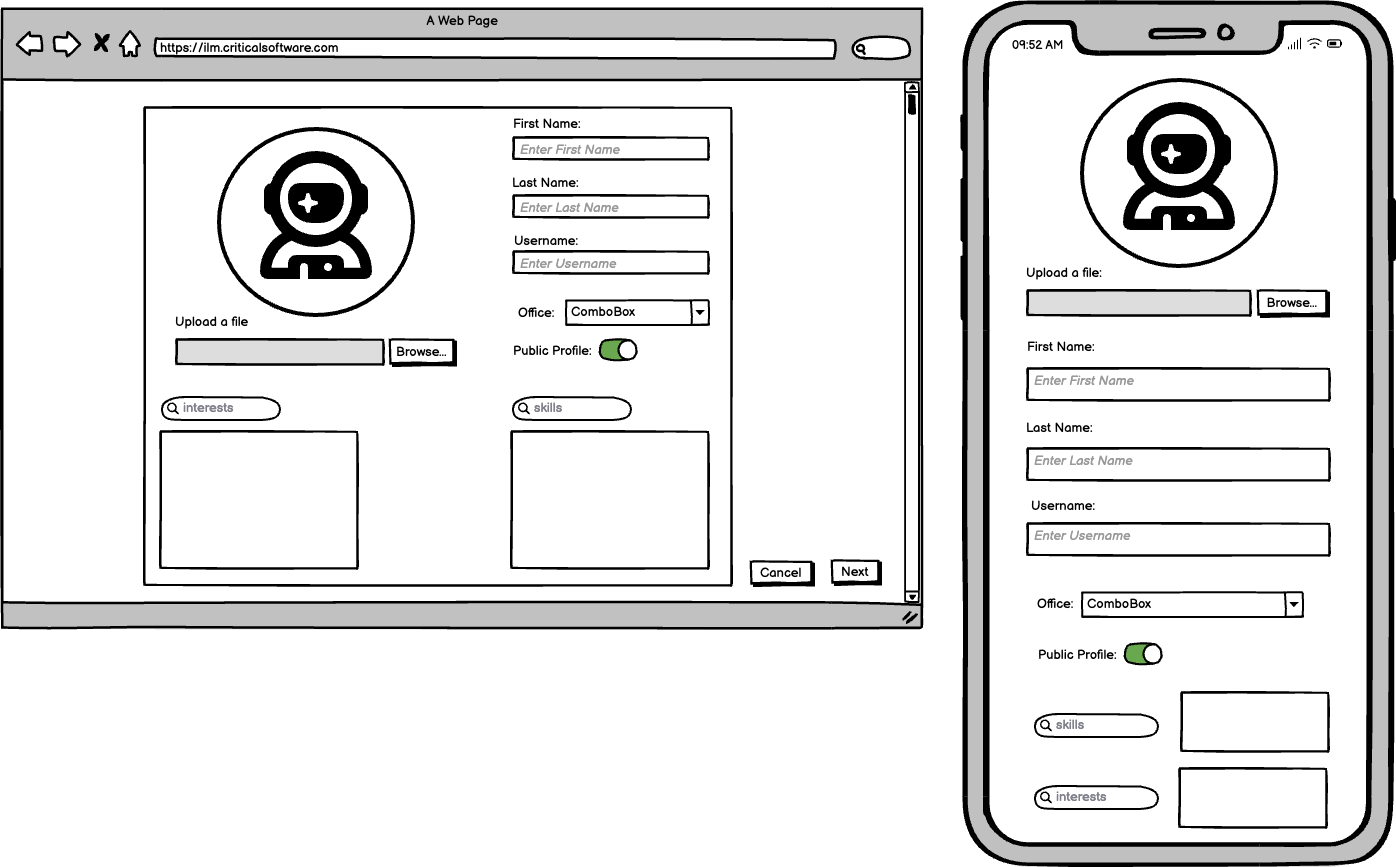 A Web Page
https://ilm.criticalsoftware.com
First Name:
Enter First Name
Last Name:
Enter Last Name
Username:
Enter Username
Upload a file
Browse...
Office:
ComboBox
Public Profile:
interests
skills
Cancel
Next
09:52 AM
Upload a file:
Browse...
First Name:
Enter First Name
Last Name:
Enter Last Name
Username:
Enter Username
Office:
ComboBox
Public Profile:
skills
interests